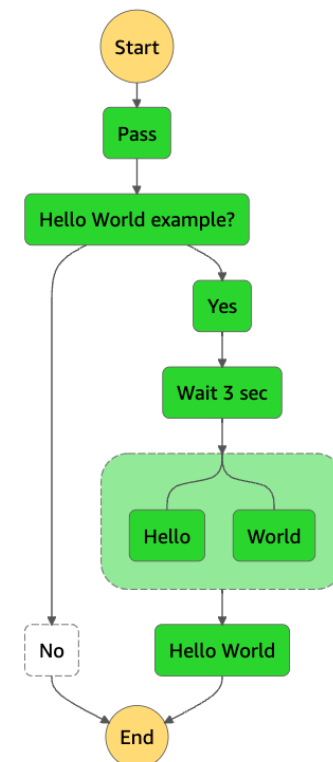 Start
Pass
Hello World example?
Yes
Wait 3 sec
Hello
World
No
Hello World
End